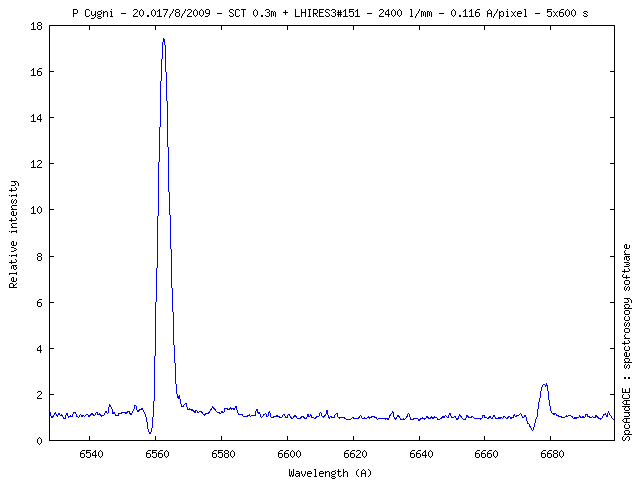 P Cygni - 20.017/8/2009 - SCT 0.3m + LHIRES3#151 - 2400 l/mm - 0.116 A/pixel - 5x600 s
18
16
14
12
10
8
6
4
2
0
Relative intensity
6540 6560 6580 6600 6620 6640 6660 6680
Wavelength (A)
SpcAudACE : spectroscopy software